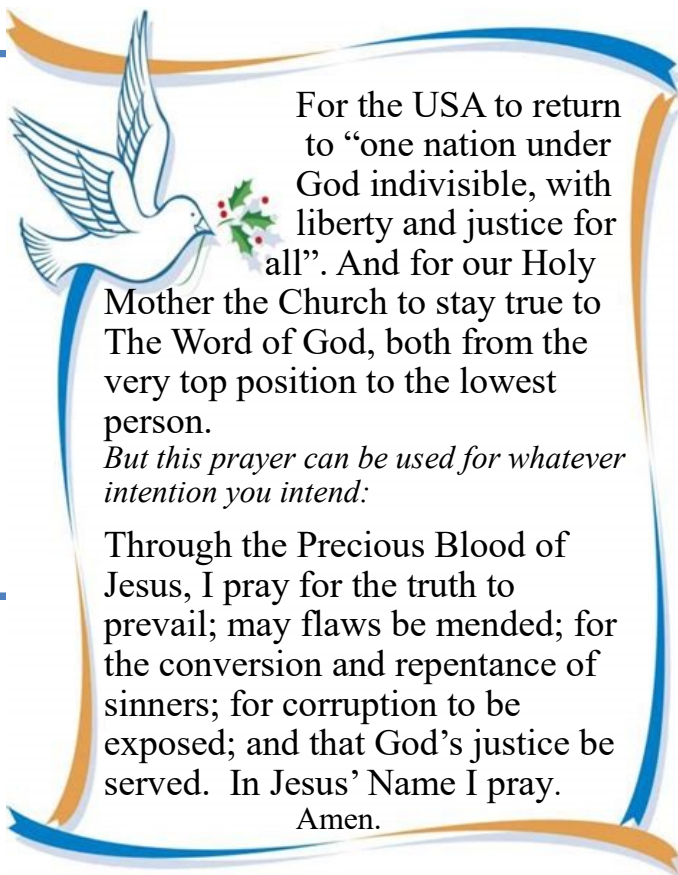 For the USA to return
to “one nation under
God indivisible, with
liberty and justice for
all”. And for our Holy
Mother the Church to stay true to
The Word of God, both from the
very top position to the lowest
person.
But this prayer can be used for whatever
intention you intend:
Through the Precious Blood of
Jesus, I pray for the truth to
prevail; may flaws be mended; for
the conversion and repentance of
sinners; for corruption to be
exposed; and that God’s justice be
served.  In Jesus’ Name I pray.
Amen.